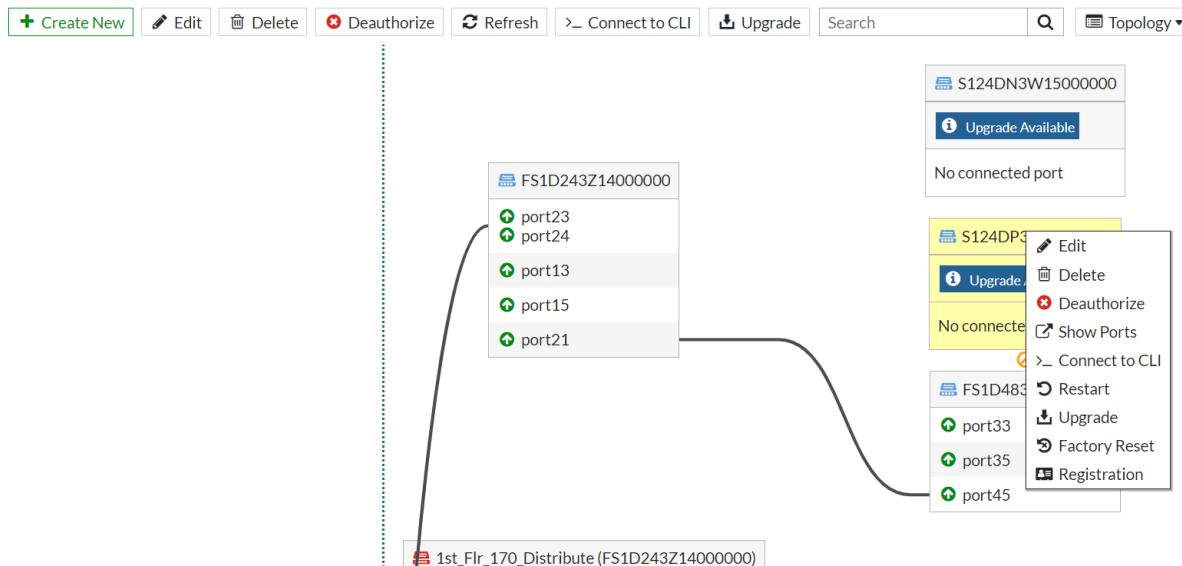 Create New Edit Delete Deauthorize Refresh >_ Connect to CLI Upgrade Search Topology
S124DN3W15000000
Upgrade Available
No connected port
FS1D243Z14000000
port23
port24
port13
port15
port21
S124DP3
Upgrade
No connecte
Edit
Delete
Deauthorize
Show Ports
>_ Connect to CLI
Restart
Upgrade
Factory Reset
Registration
FS1D483
port33
port35
port45
1st_Flr_170_Distribute (FS1D243Z14000000)